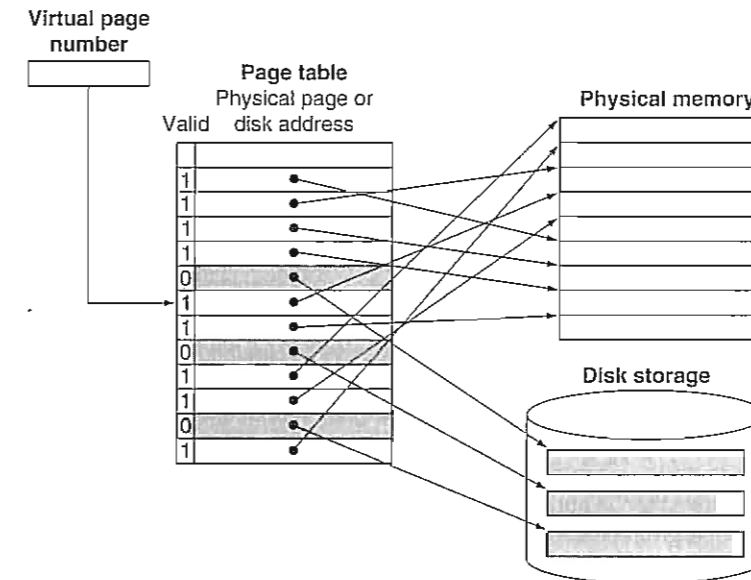 Virtual page
number
Page table
Physical page or
Valid disk address
Physical memory
1
1
1
1
0
1
1
0
1
1
0
1
Disk storage